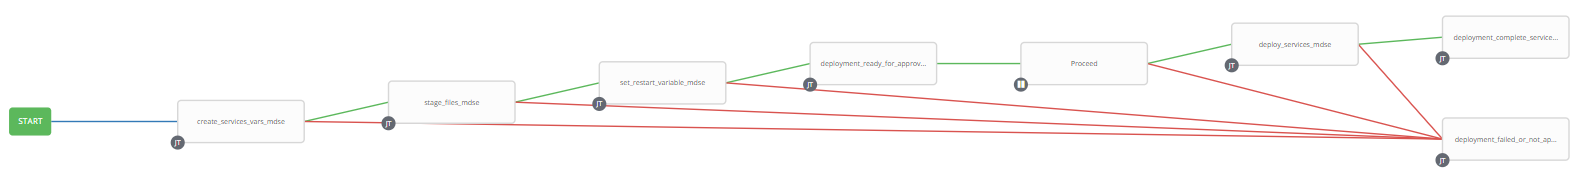 START
create_services_vars_mdse
JT
stage_files_mdse
JT
set_restart_variable_mdse
JT
deployment_ready_for_approv...
JT
Proceed
deploy_services_mdse
JT
deployment_complete_service...
JT
deployment_failed_or_not_ap...
JT